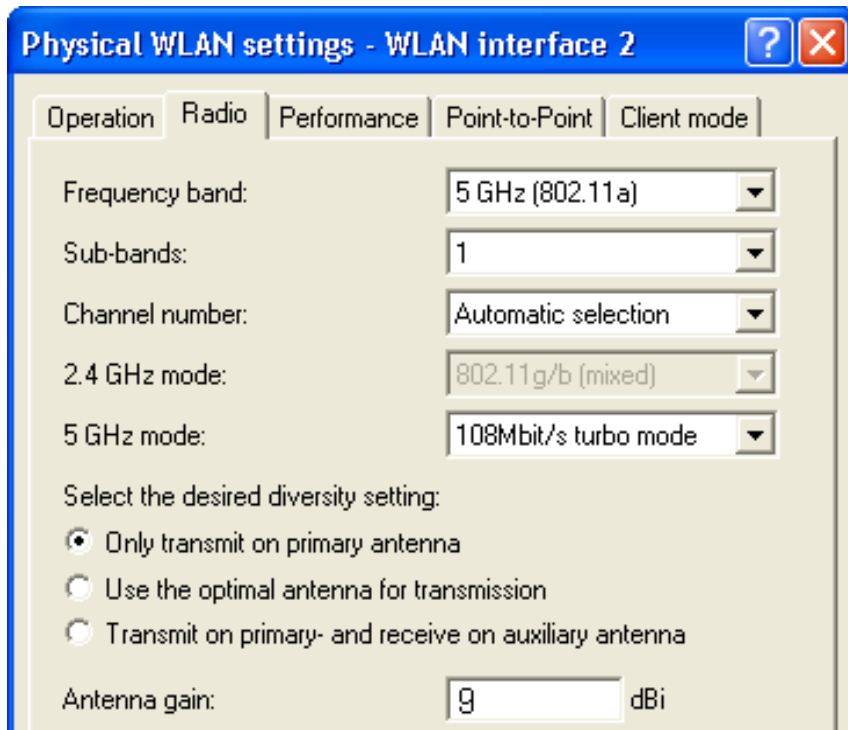 Physical WLAN settings - WLAN interface 2 ?
Operation Radio Performance Point-to-Point Client mode
Frequency band: 5 GHz (802.11a)
Sub-bands: 1
Channel number: Automatic selection
2.4 GHz mode: 802.11g/b (mixed)
5 GHz mode: 108Mbit/s turbo mode
Select the desired diversity setting:
Only transmit on primary antenna
Use the optimal antenna for transmission
Transmit on primary- and receive on auxiliary antenna
Antenna gain: 9 dBi